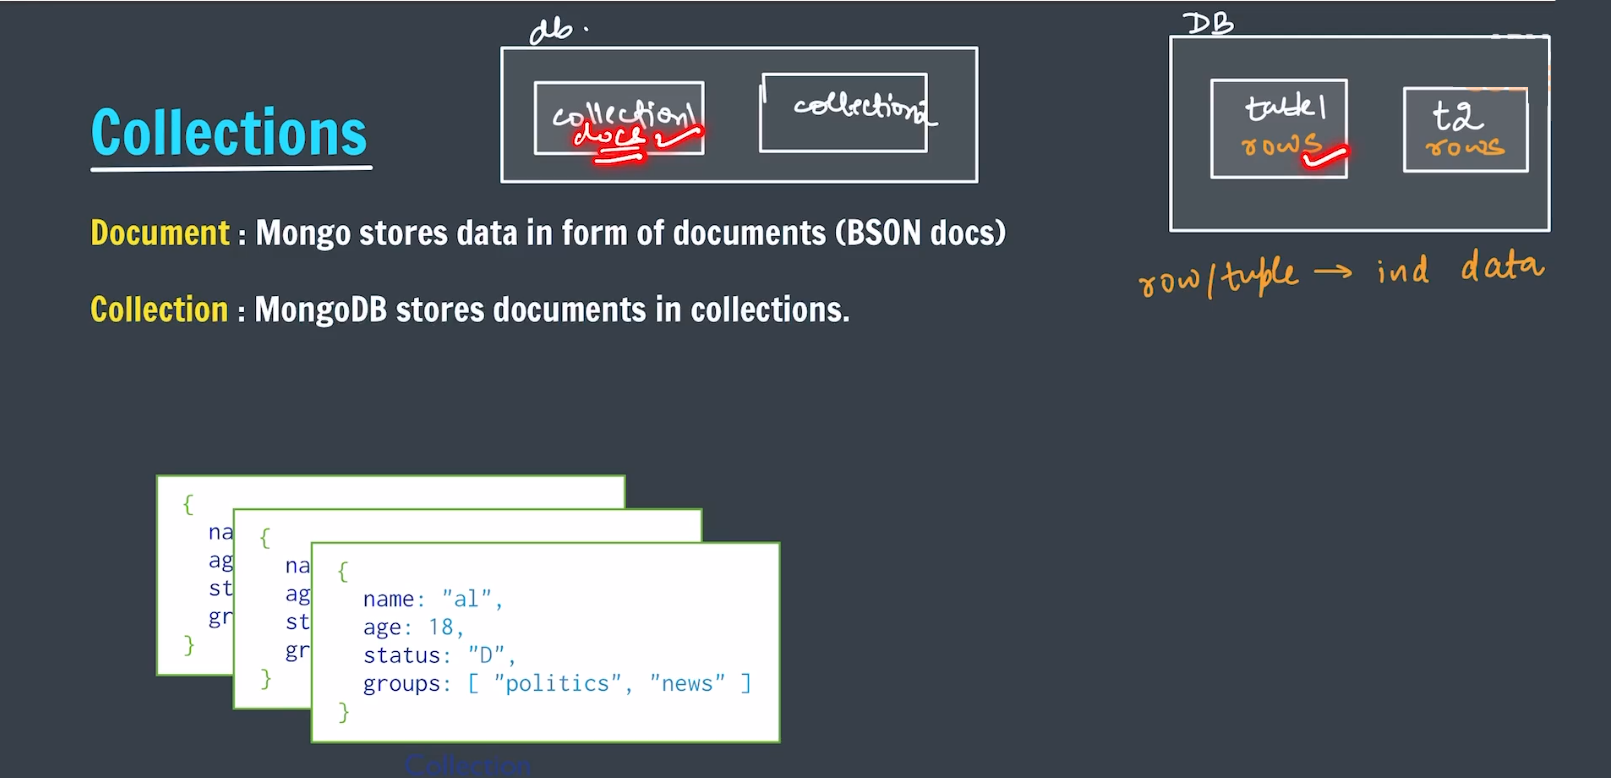 db.
DB
collection1
docs
collection2
table1
rows
t2
rows
Collections
Document : Mongo stores data in form of documents (BSON docs)
row/tuple → ind data
Collection : MongoDB stores documents in collections.
{
na
ag
st
gr
}
{
na
ag
st
gr
}
{
name: "al",
age: 18,
status: "D",
groups: [ "politics", "news" ]
}
Collection